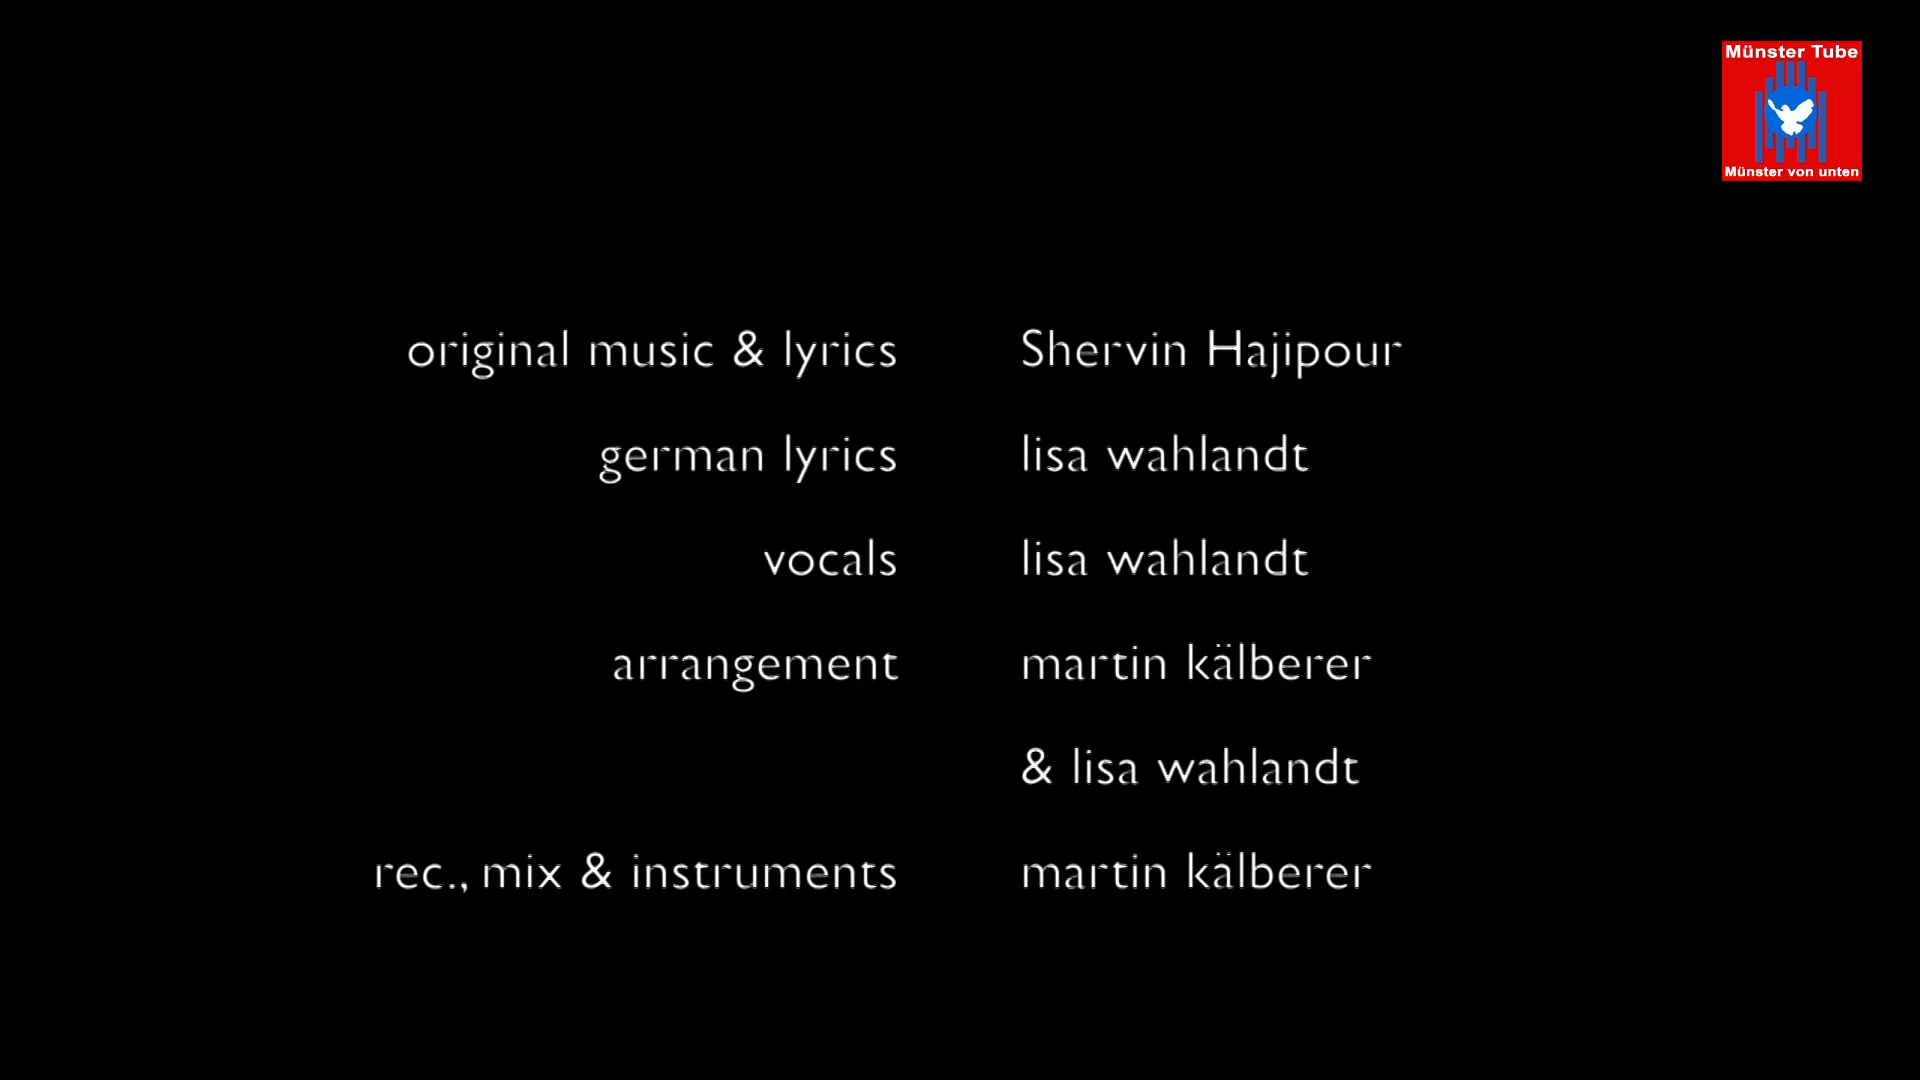 Münster Tube
Münster von unten
original music & lyrics Shervin Hajipour
german lyrics lisa wahlandt
vocals lisa wahlandt
arrangement martin kälberer
& lisa wahlandt
rec., mix & instruments martin kälberer